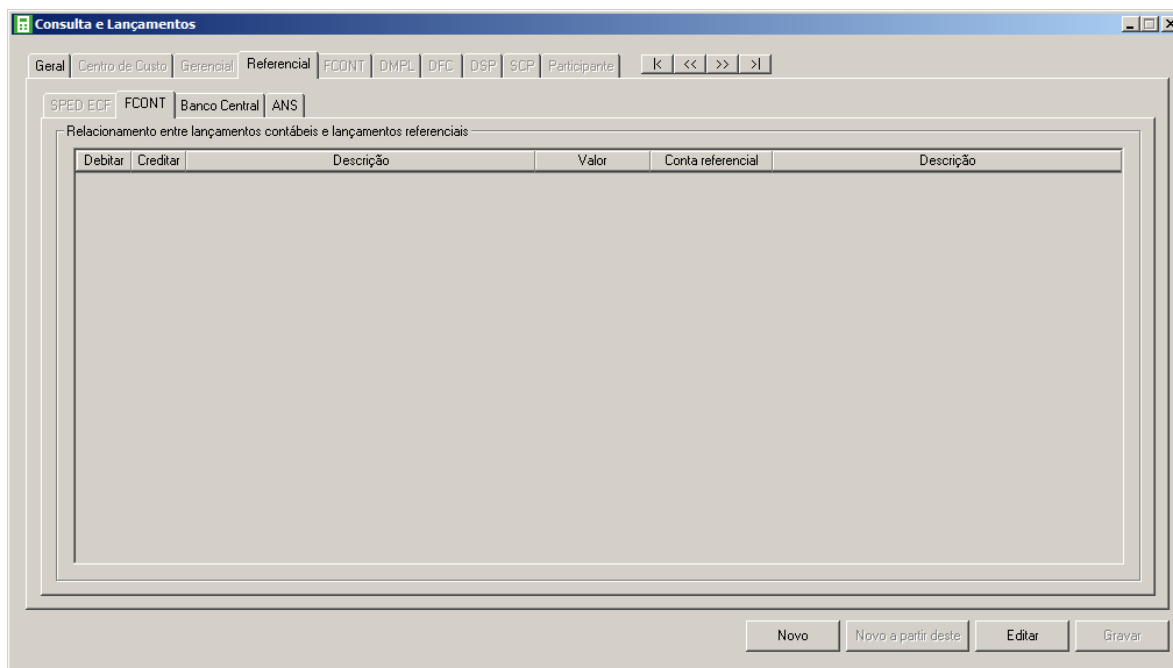 Consulta e Lançamentos
Geral Centro de Custo Gerencial Referencial FCONT DMPL DFC DSP SCP Participante |< << >> >|
SPED ECF FCONT Banco Central ANS
Relacionamento entre lançamentos contábeis e lançamentos referenciais
Debitar Creditar Descrição Valor Conta referencial Descrição
Novo Novo a partir deste Editar Gravar